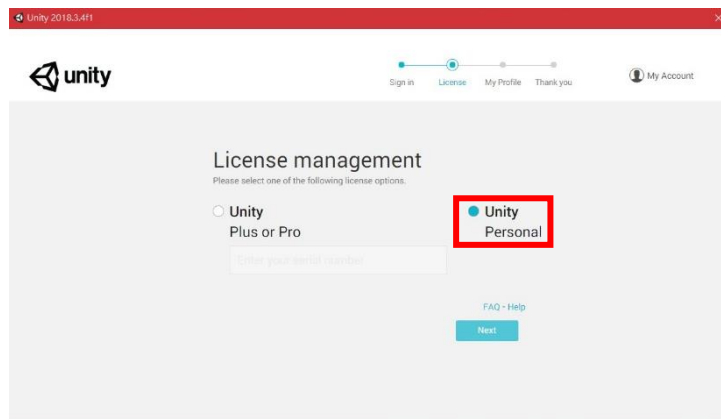 Unity 2018.3.4f1
unity
Sign in License My Profile Thank you
My Account
License management
Please select one of the following license options.
Unity
Plus or Pro
Enter your serial number
Unity
Personal
FAQ - Help
Next